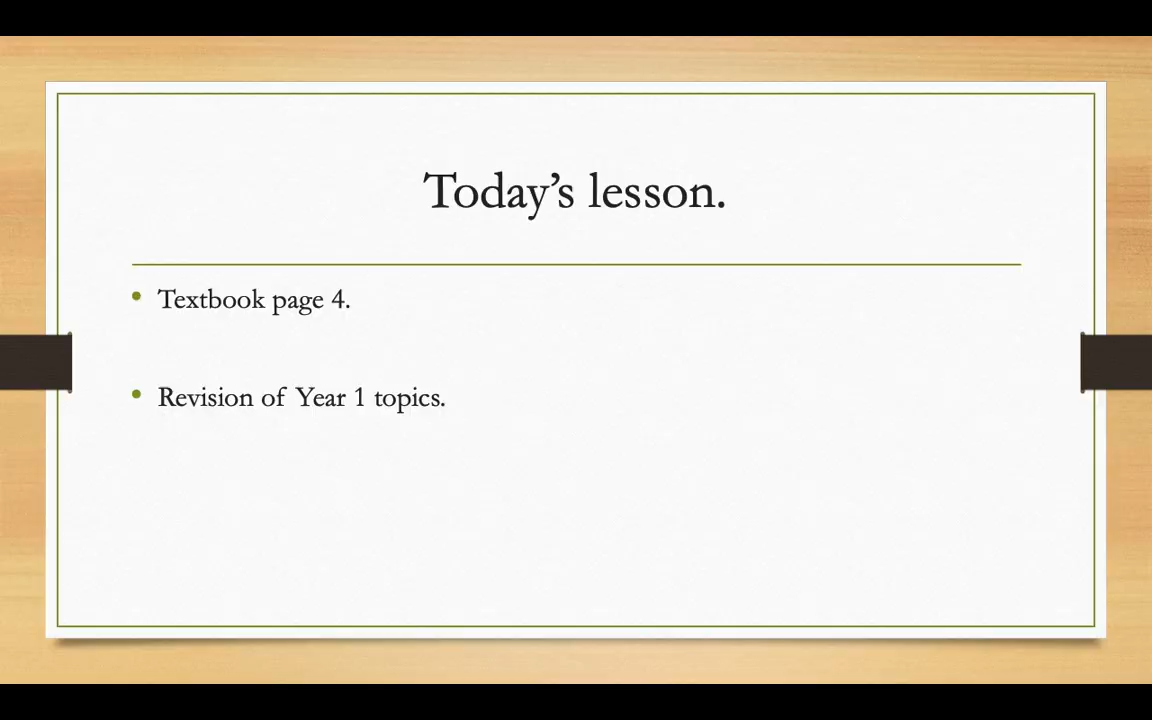 Today’s lesson.
Textbook page 4.
Revision of Year 1 topics.